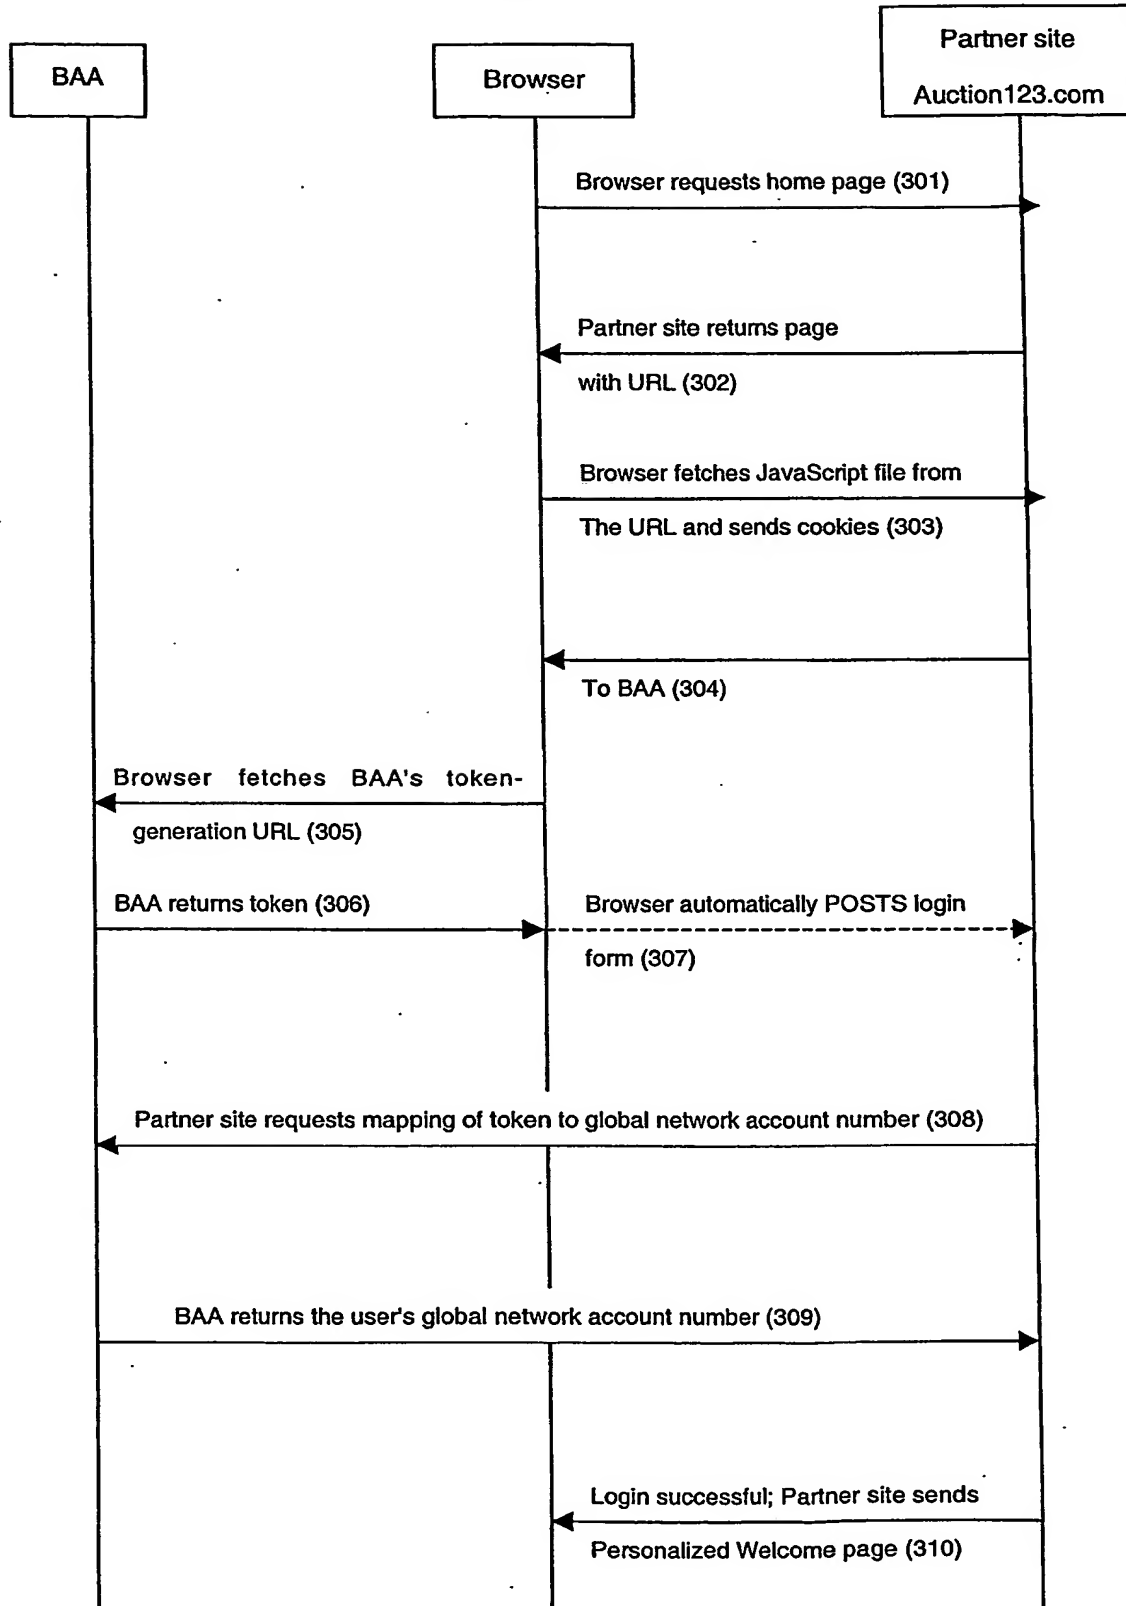 BAA
Browser
Partner site
Auction123.com
Browser requests home page (301)
Partner site returns page
with URL (302)
Browser fetches JavaScript file from
The URL and sends cookies (303)
To BAA (304)
Browser fetches BAA's token-
generation URL (305)
BAA returns token (306)
Browser automatically POSTS login
form (307)
Partner site requests mapping of token to global network account number (308)
BAA returns the user's global network account number (309)
Login successful; Partner site sends
Personalized Welcome page (310)